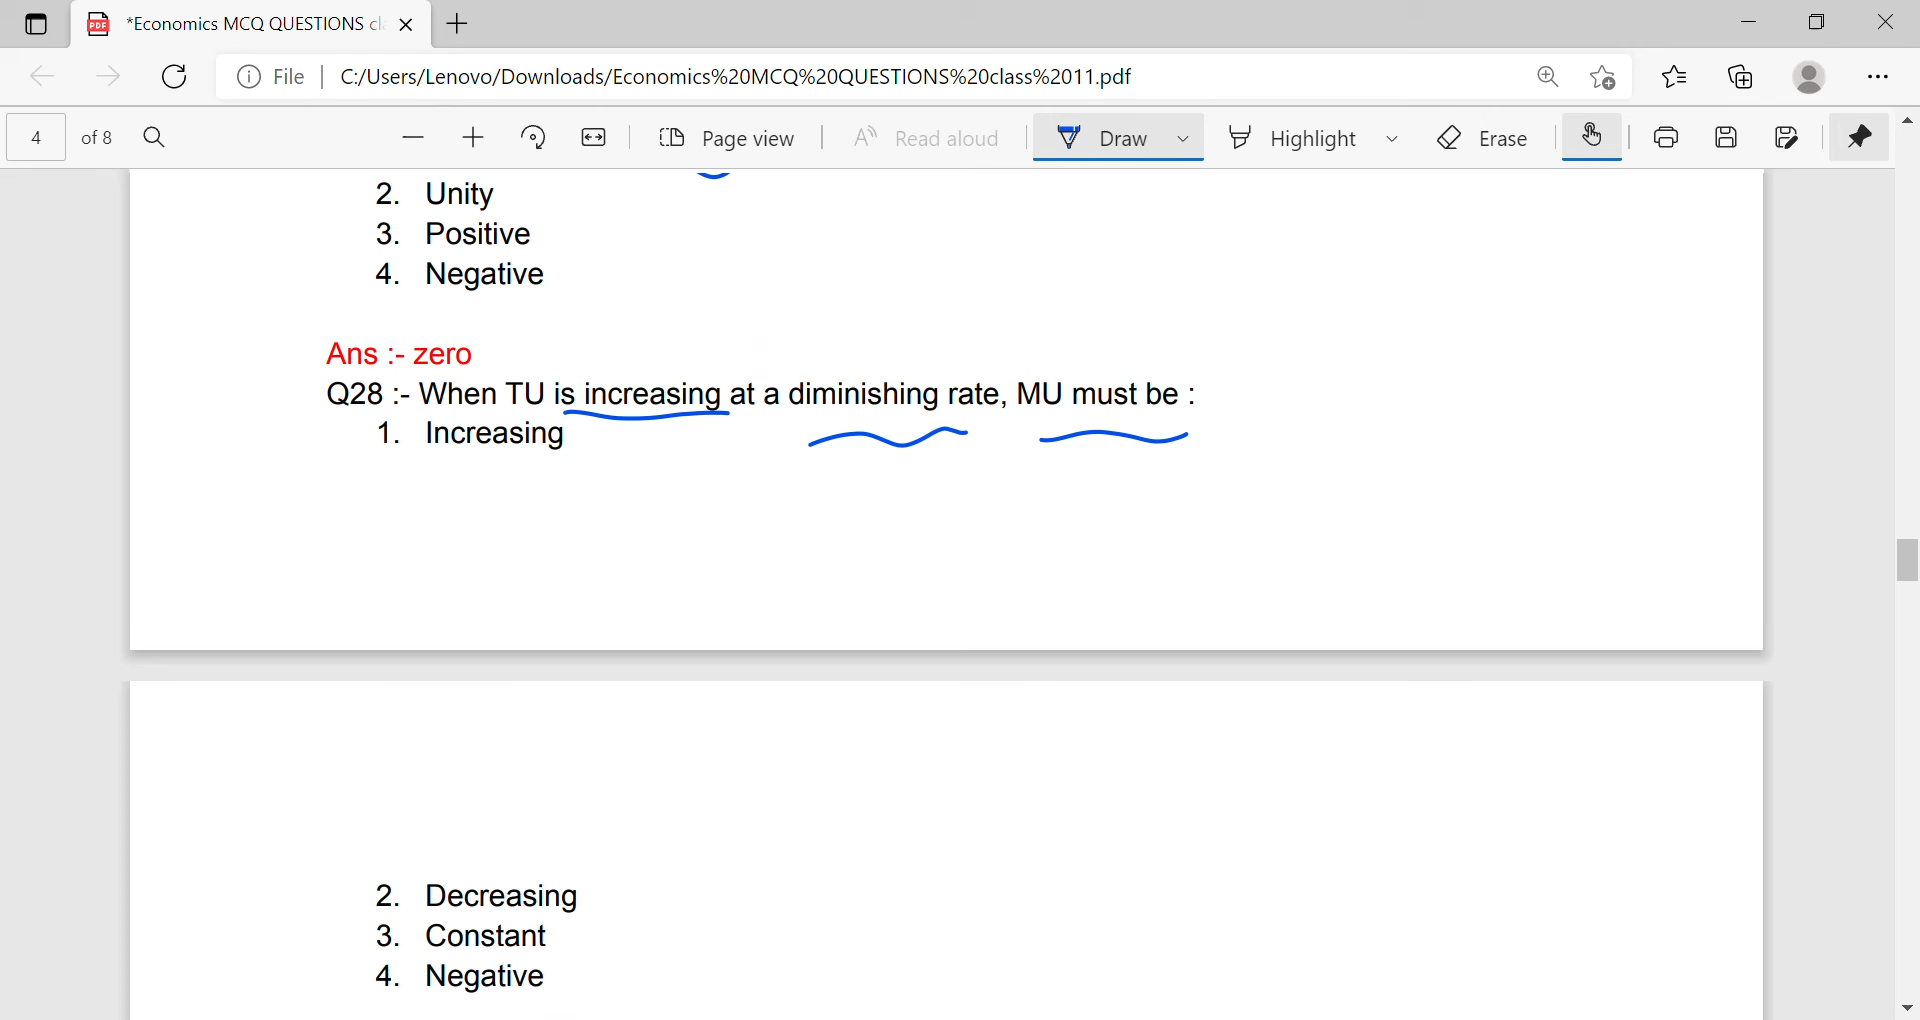 *Economics MCQ QUESTIONS cl
File
C:/Users/Lenovo/Downloads/Economics%20MCQ%20QUESTIONS%20class%2011.pdf
4 of 8
Page view
Read aloud
Draw
Highlight
Erase
2. Unity
3. Positive
4. Negative
Ans :- zero
Q28 :- When TU is increasing at a diminishing rate, MU must be :
1. Increasing
2. Decreasing
3. Constant
4. Negative